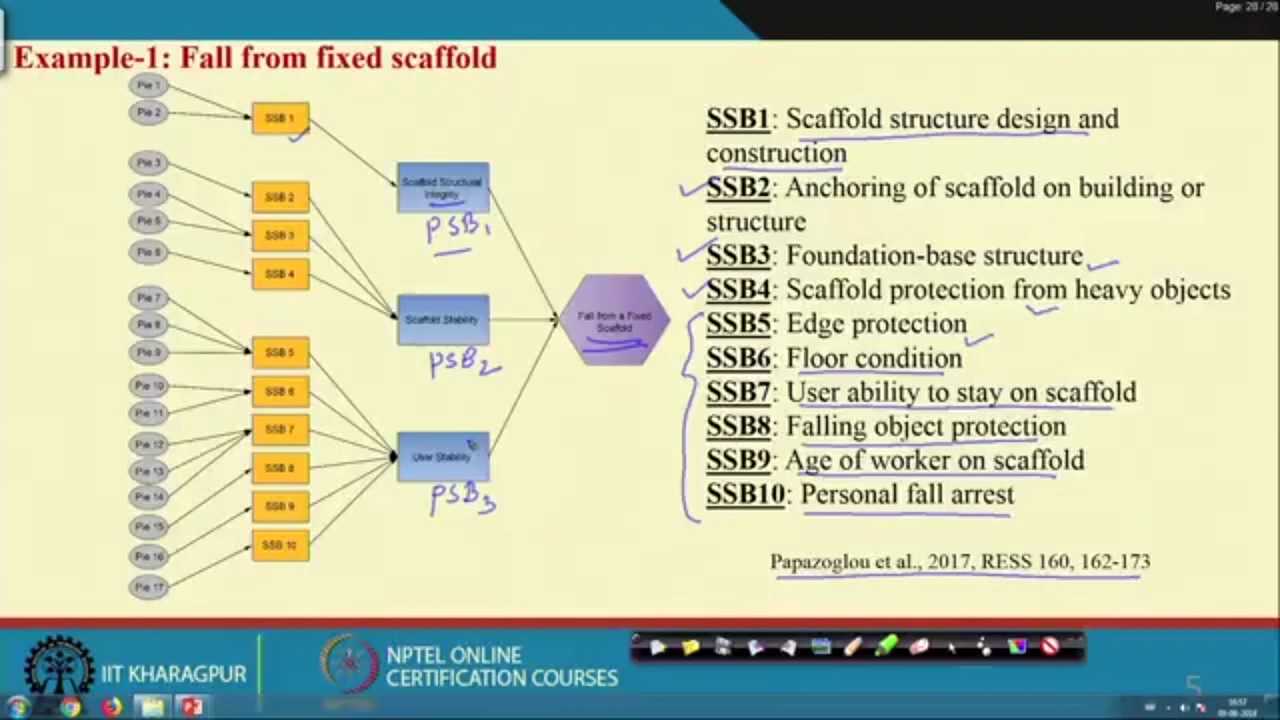 Page: 28 / 28
Example-1: Fall from fixed scaffold
Pie 1
Pie 2
Pie 3
Pie 4
Pie 5
Pie 6
Pie 7
Pie 8
Pie 9
Pie 10
Pie 11
Pie 12
Pie 13
Pie 14
Pie 15
Pie 16
Pie 17
SSB 1
SSB 2
SSB 3
SSB 4
SSB 5
SSB 6
SSB 7
SSB 8
SSB 9
SSB 10
Scaffold Structural
Integrity
PSB1
Scaffold Stability
PSB2
User Stability
PSB3
Fall from a Fixed
Scaffold
SSB1: Scaffold structure design and
construction
SSB2: Anchoring of scaffold on building or
structure
SSB3: Foundation-base structure
SSB4: Scaffold protection from heavy objects
SSB5: Edge protection
SSB6: Floor condition
SSB7: User ability to stay on scaffold
SSB8: Falling object protection
SSB9: Age of worker on scaffold
SSB10: Personal fall arrest
Papazoglou et al., 2017, RESS 160, 162-173
IIT KHARAGPUR
NPTEL ONLINE
CERTIFICATION COURSES
5